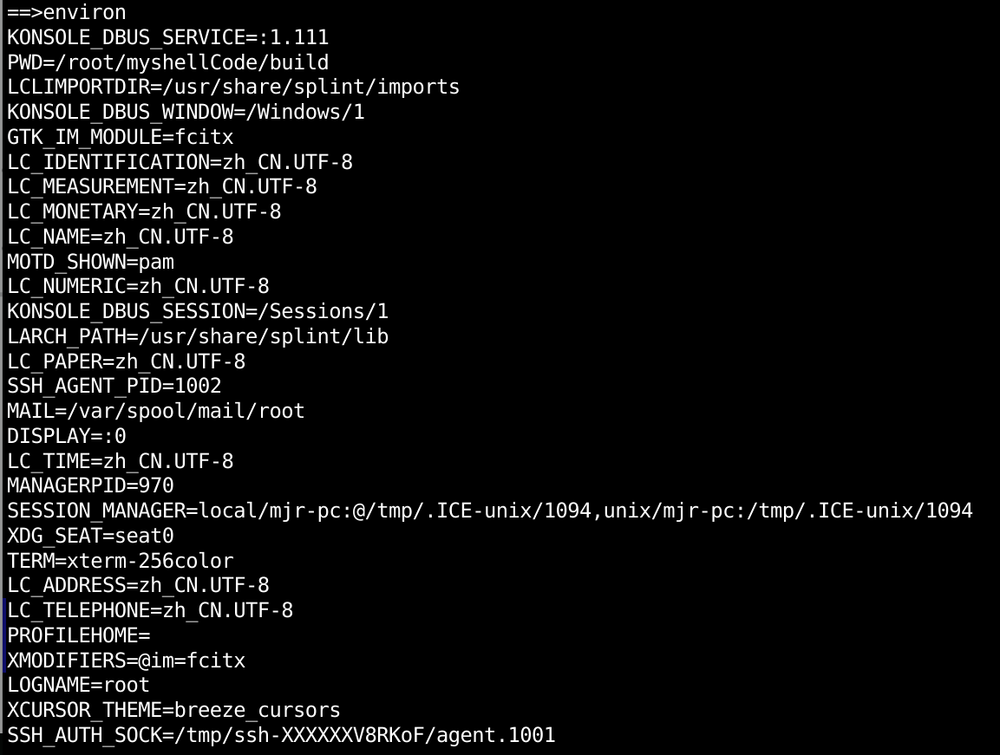 ==>environ
KONSOLE_DBUS_SERVICE=:1.111
PWD=/root/myshellCode/build
LCLIMPORTDIR=/usr/share/splint/imports
KONSOLE_DBUS_WINDOW=/Windows/1
GTK_IM_MODULE=fcitx
LC_IDENTIFICATION=zh_CN.UTF-8
LC_MEASUREMENT=zh_CN.UTF-8
LC_MONETARY=zh_CN.UTF-8
LC_NAME=zh_CN.UTF-8
MOTD_SHOWN=pam
LC_NUMERIC=zh_CN.UTF-8
KONSOLE_DBUS_SESSION=/Sessions/1
LARCH_PATH=/usr/share/splint/lib
LC_PAPER=zh_CN.UTF-8
SSH_AGENT_PID=1002
MAIL=/var/spool/mail/root
DISPLAY=:0
LC_TIME=zh_CN.UTF-8
MANAGERPID=970
SESSION_MANAGER=local/mjr-pc:@/tmp/.ICE-unix/1094,unix/mjr-pc:/tmp/.ICE-unix/1094
XDG_SEAT=seat0
TERM=xterm-256color
LC_ADDRESS=zh_CN.UTF-8
LC_TELEPHONE=zh_CN.UTF-8
PROFILEHOME=
XMODIFIERS=@im=fcitx
LOGNAME=root
XCURSOR_THEME=breeze_cursors
SSH_AUTH_SOCK=/tmp/ssh-XXXXXXV8RKoF/agent.1001